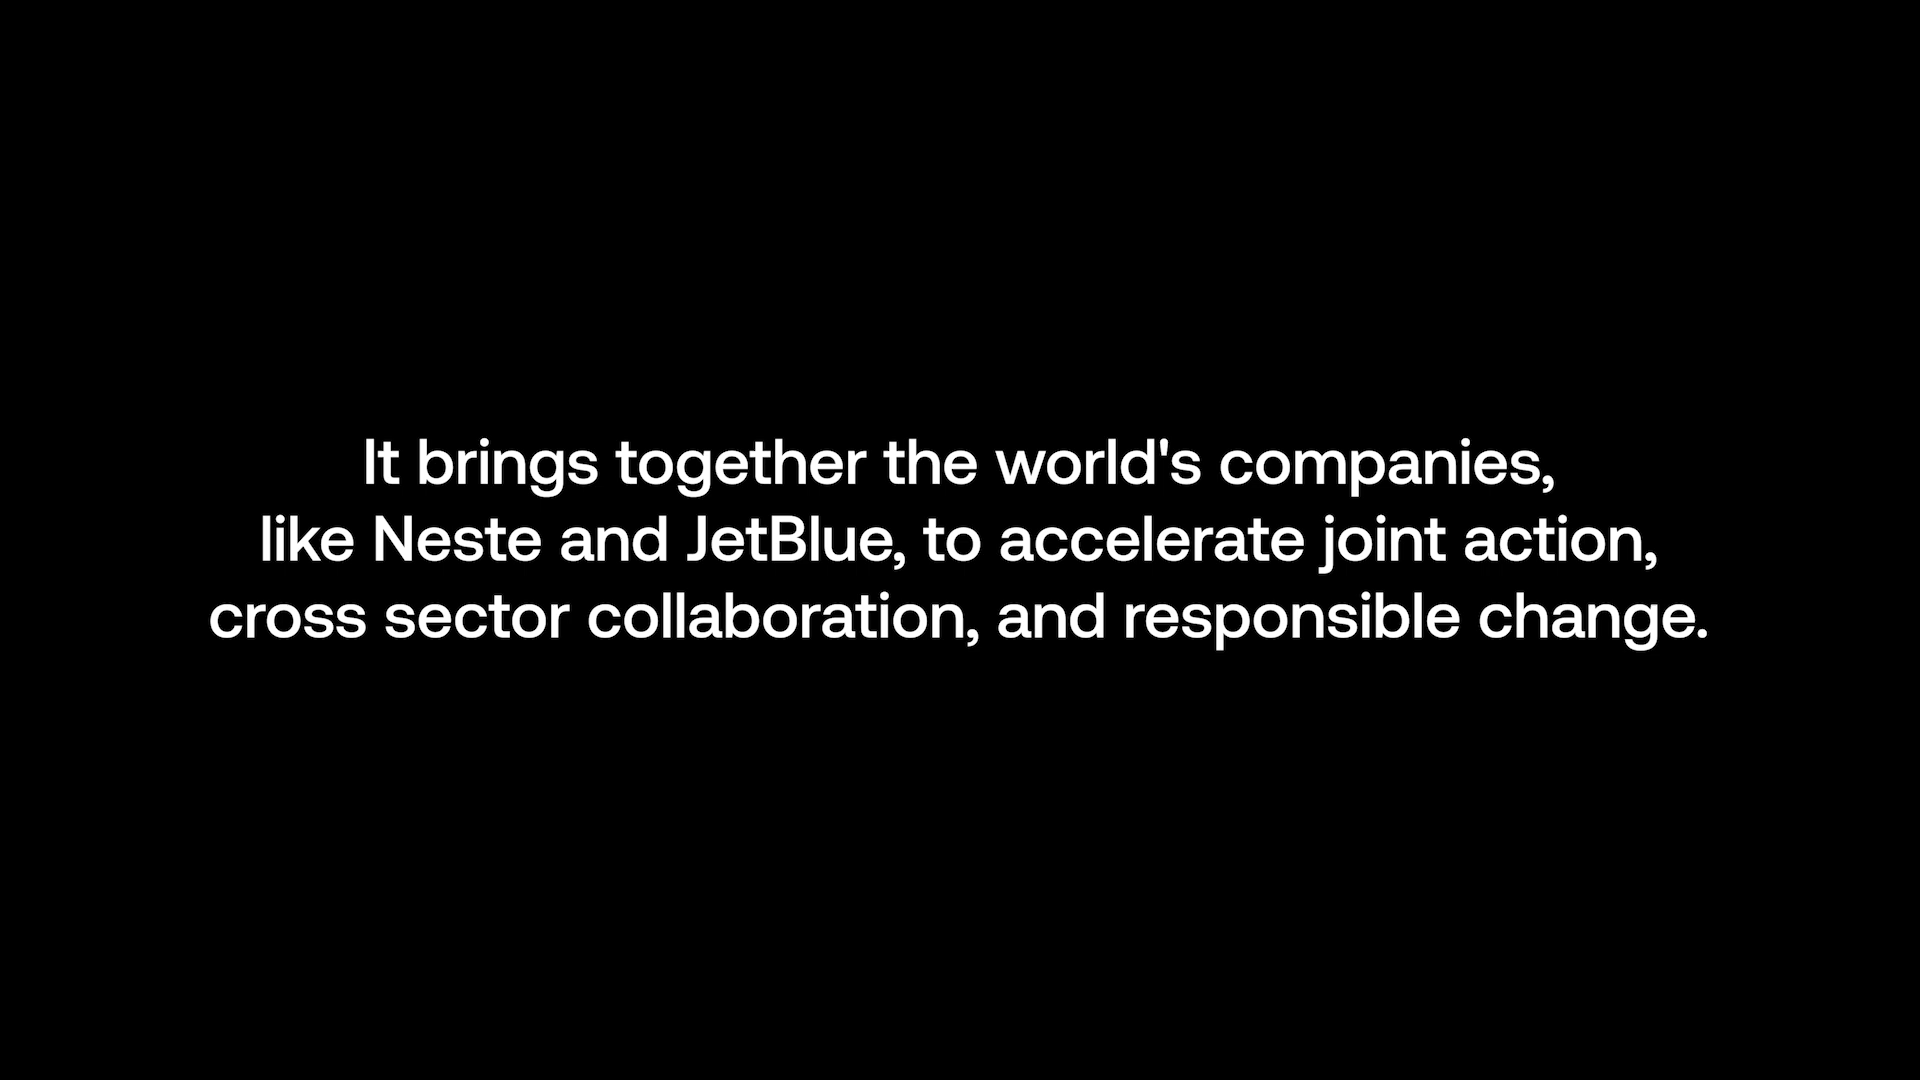 It brings together the world's companies,
like Neste and JetBlue, to accelerate joint action,
cross sector collaboration, and responsible change.